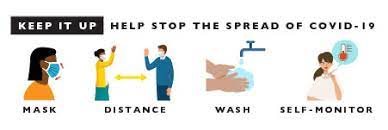 KEEP IT UP HELP STOP THE SPREAD OF COVID-19
MASK DISTANCE WASH SELF-MONITOR